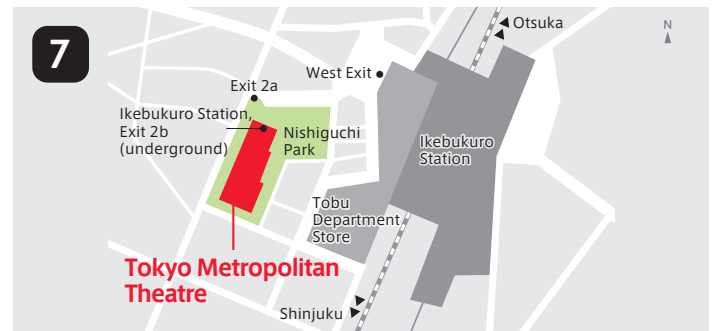 7
Otsuka
N
West Exit
Exit 2a
Ikebukuro Station,
Exit 2b
(underground)
Nishiguchi
Park
Ikebukuro
Station
Tobu
Department
Store
Tokyo Metropolitan
Theatre
Shinjuku